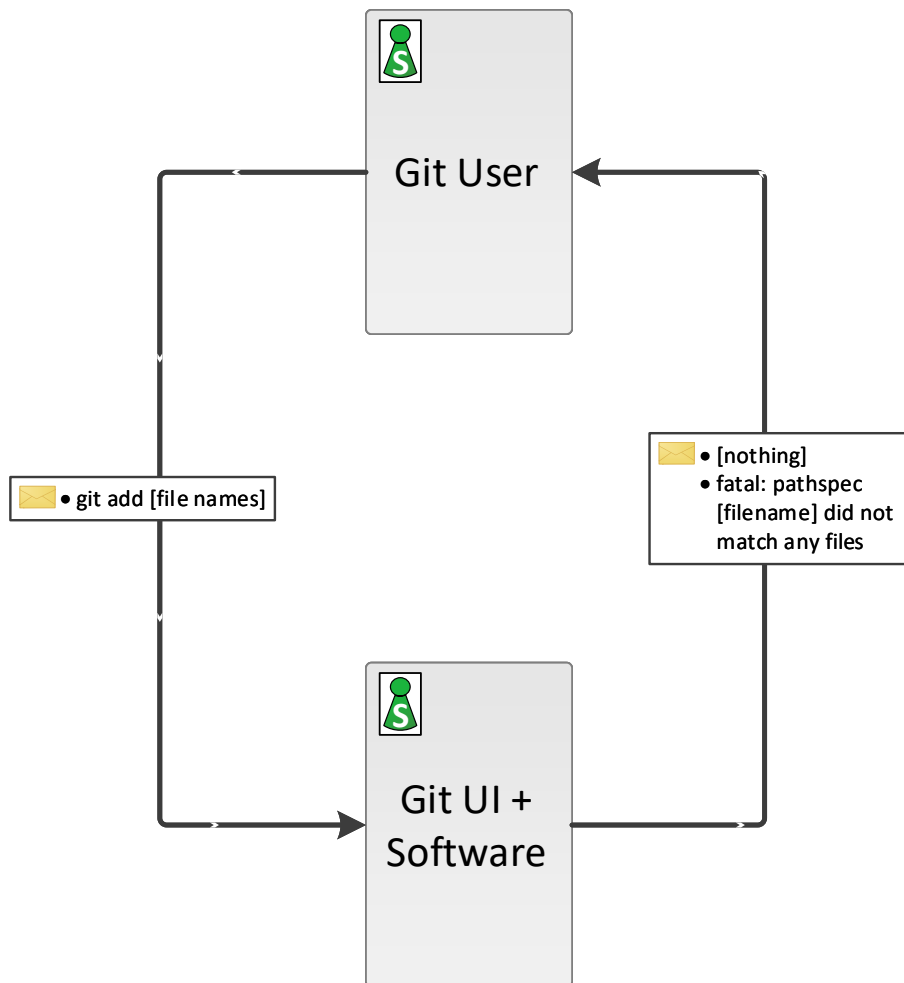 S
Git User
• git add [file names]
• [nothing]
• fatal: pathspec
[filename] did not
match any files
S
Git UI +
Software